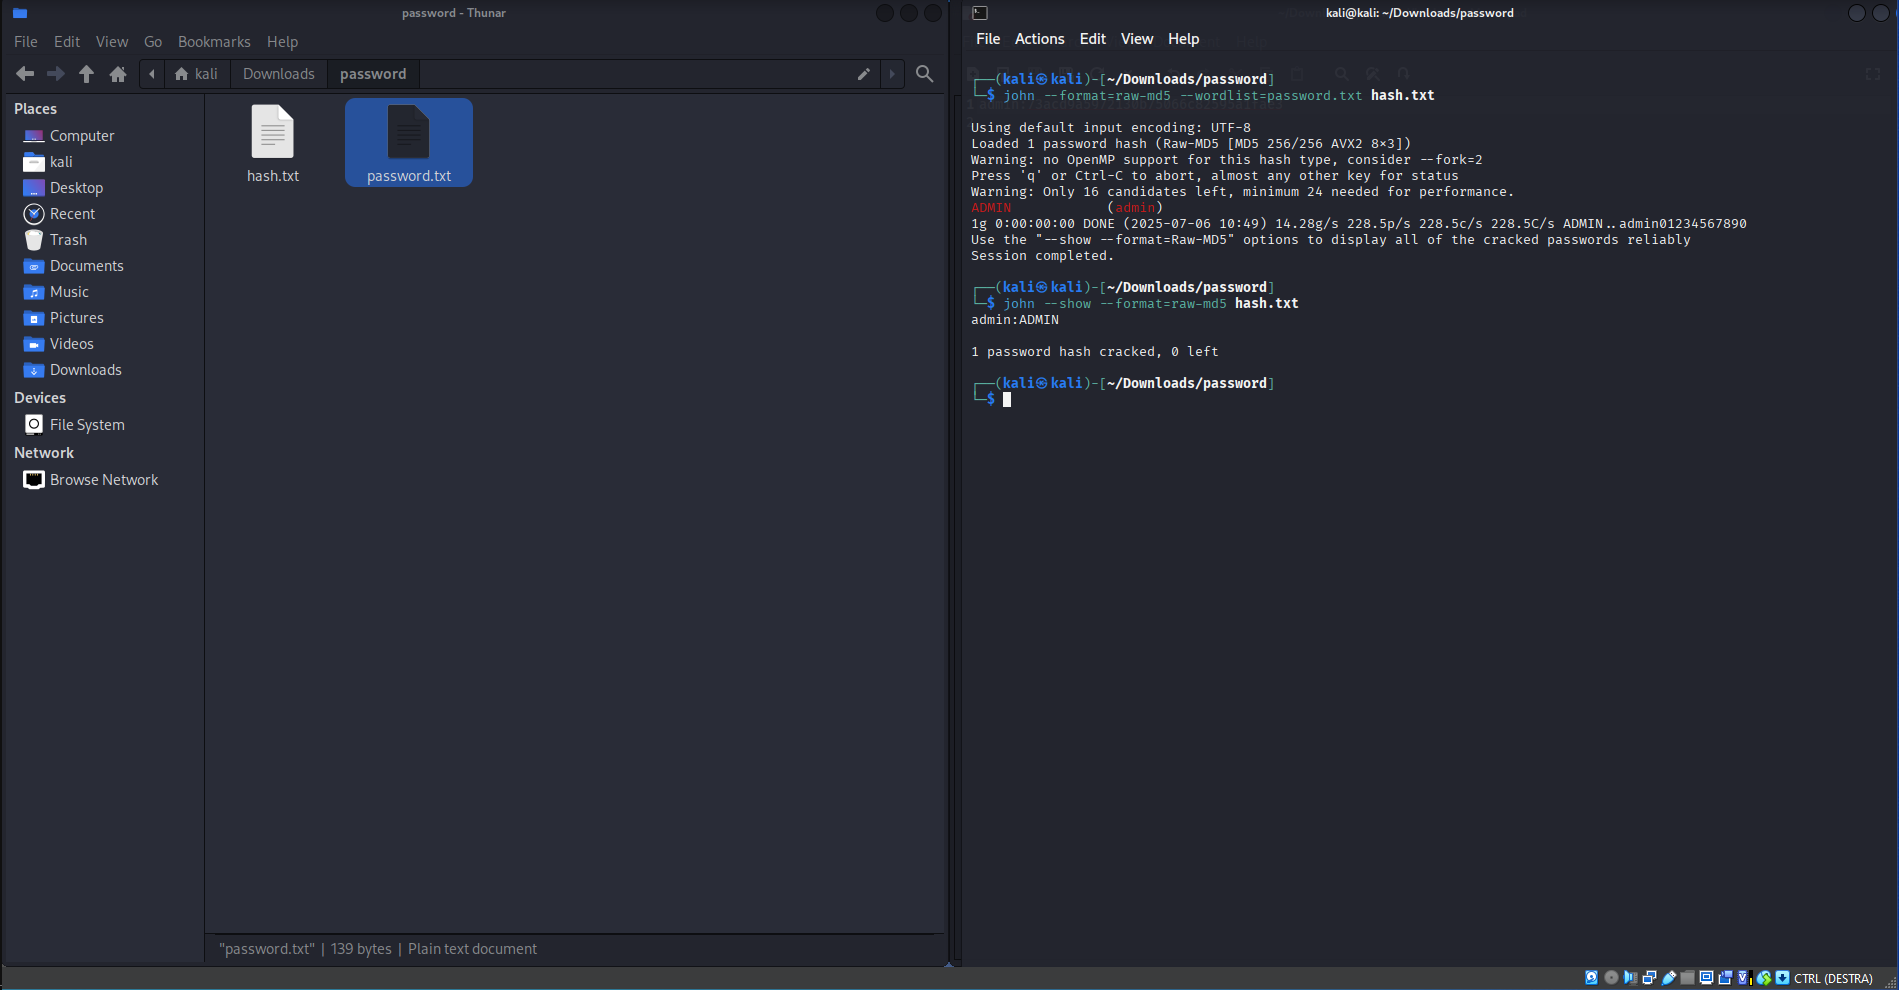 password - Thunar
File Edit View Go Bookmarks Help
kali Downloads password
Places
Computer
kali
Desktop
Recent
Trash
Documents
Music
Pictures
Videos
Downloads
Devices
File System
Network
Browse Network
hash.txt
password.txt
"password.txt" | 139 bytes | Plain text document
kali@kali: ~/Downloads/password
File Actions Edit View Help
┌──(kali㉿kali)-[~/Downloads/password]
└─$ john --format=raw-md5 --wordlist=password.txt hash.txt
Using default input encoding: UTF-8
Loaded 1 password hash (Raw-MD5 [MD5 256/256 AVX2 8×3])
Warning: no OpenMP support for this hash type, consider --fork=2
Press 'q' or Ctrl-C to abort, almost any other key for status
Warning: Only 16 candidates left, minimum 24 needed for performance.
ADMIN (admin)
1g 0:00:00:00 DONE (2025-07-06 10:49) 14.28g/s 228.5p/s 228.5c/s 228.5C/s ADMIN..admin01234567890
Use the "--show --format=Raw-MD5" options to display all of the cracked passwords reliably
Session completed.
┌──(kali㉿kali)-[~/Downloads/password]
└─$ john --show --format=raw-md5 hash.txt
admin:ADMIN
1 password hash cracked, 0 left
┌──(kali㉿kali)-[~/Downloads/password]
└─$
CTRL (DESTRA)